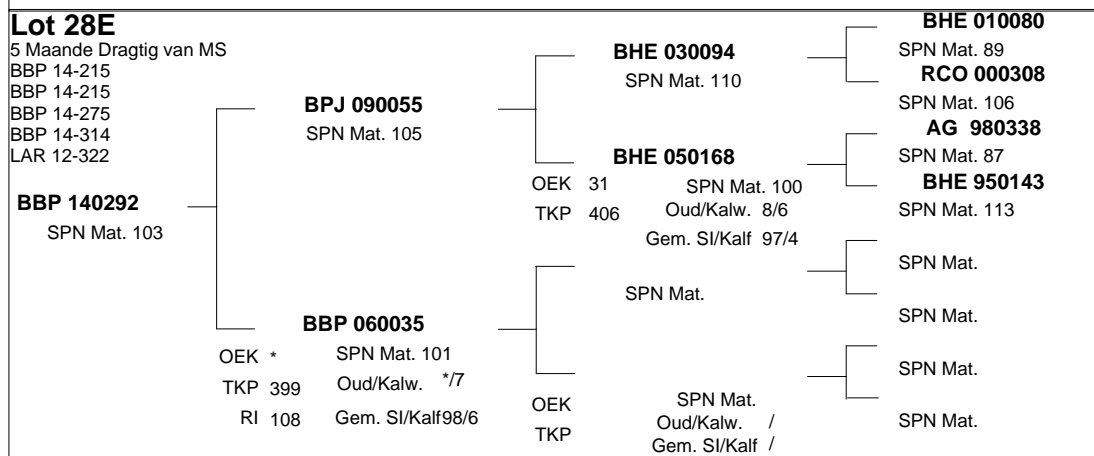 Lot 28E
5 Maande Dragtig van MS
BBP 14-215
BBP 14-215
BBP 14-275
BBP 14-314
LAR 12-322
BBP 140292
SPN Mat. 103
BPJ 090055
SPN Mat. 105
BBP 060035
OEK * SPN Mat. 101
TKP 399 Oud/Kalw. */7
RI 108 Gem. SI/Kalf 98/6
BHE 030094
SPN Mat. 110
BHE 050168
OEK 31 SPN Mat. 100
TKP 406 Oud/Kalw. 8/6
Gem. SI/Kalf 97/4
SPN Mat.
OEK SPN Mat.
TKP Oud/Kalw. /
Gem. SI/Kalf /
BHE 010080
SPN Mat. 89
RCO 000308
SPN Mat. 106
AG 980338
SPN Mat. 87
BHE 950143
SPN Mat. 113
SPN Mat.
SPN Mat.
SPN Mat.
SPN Mat.